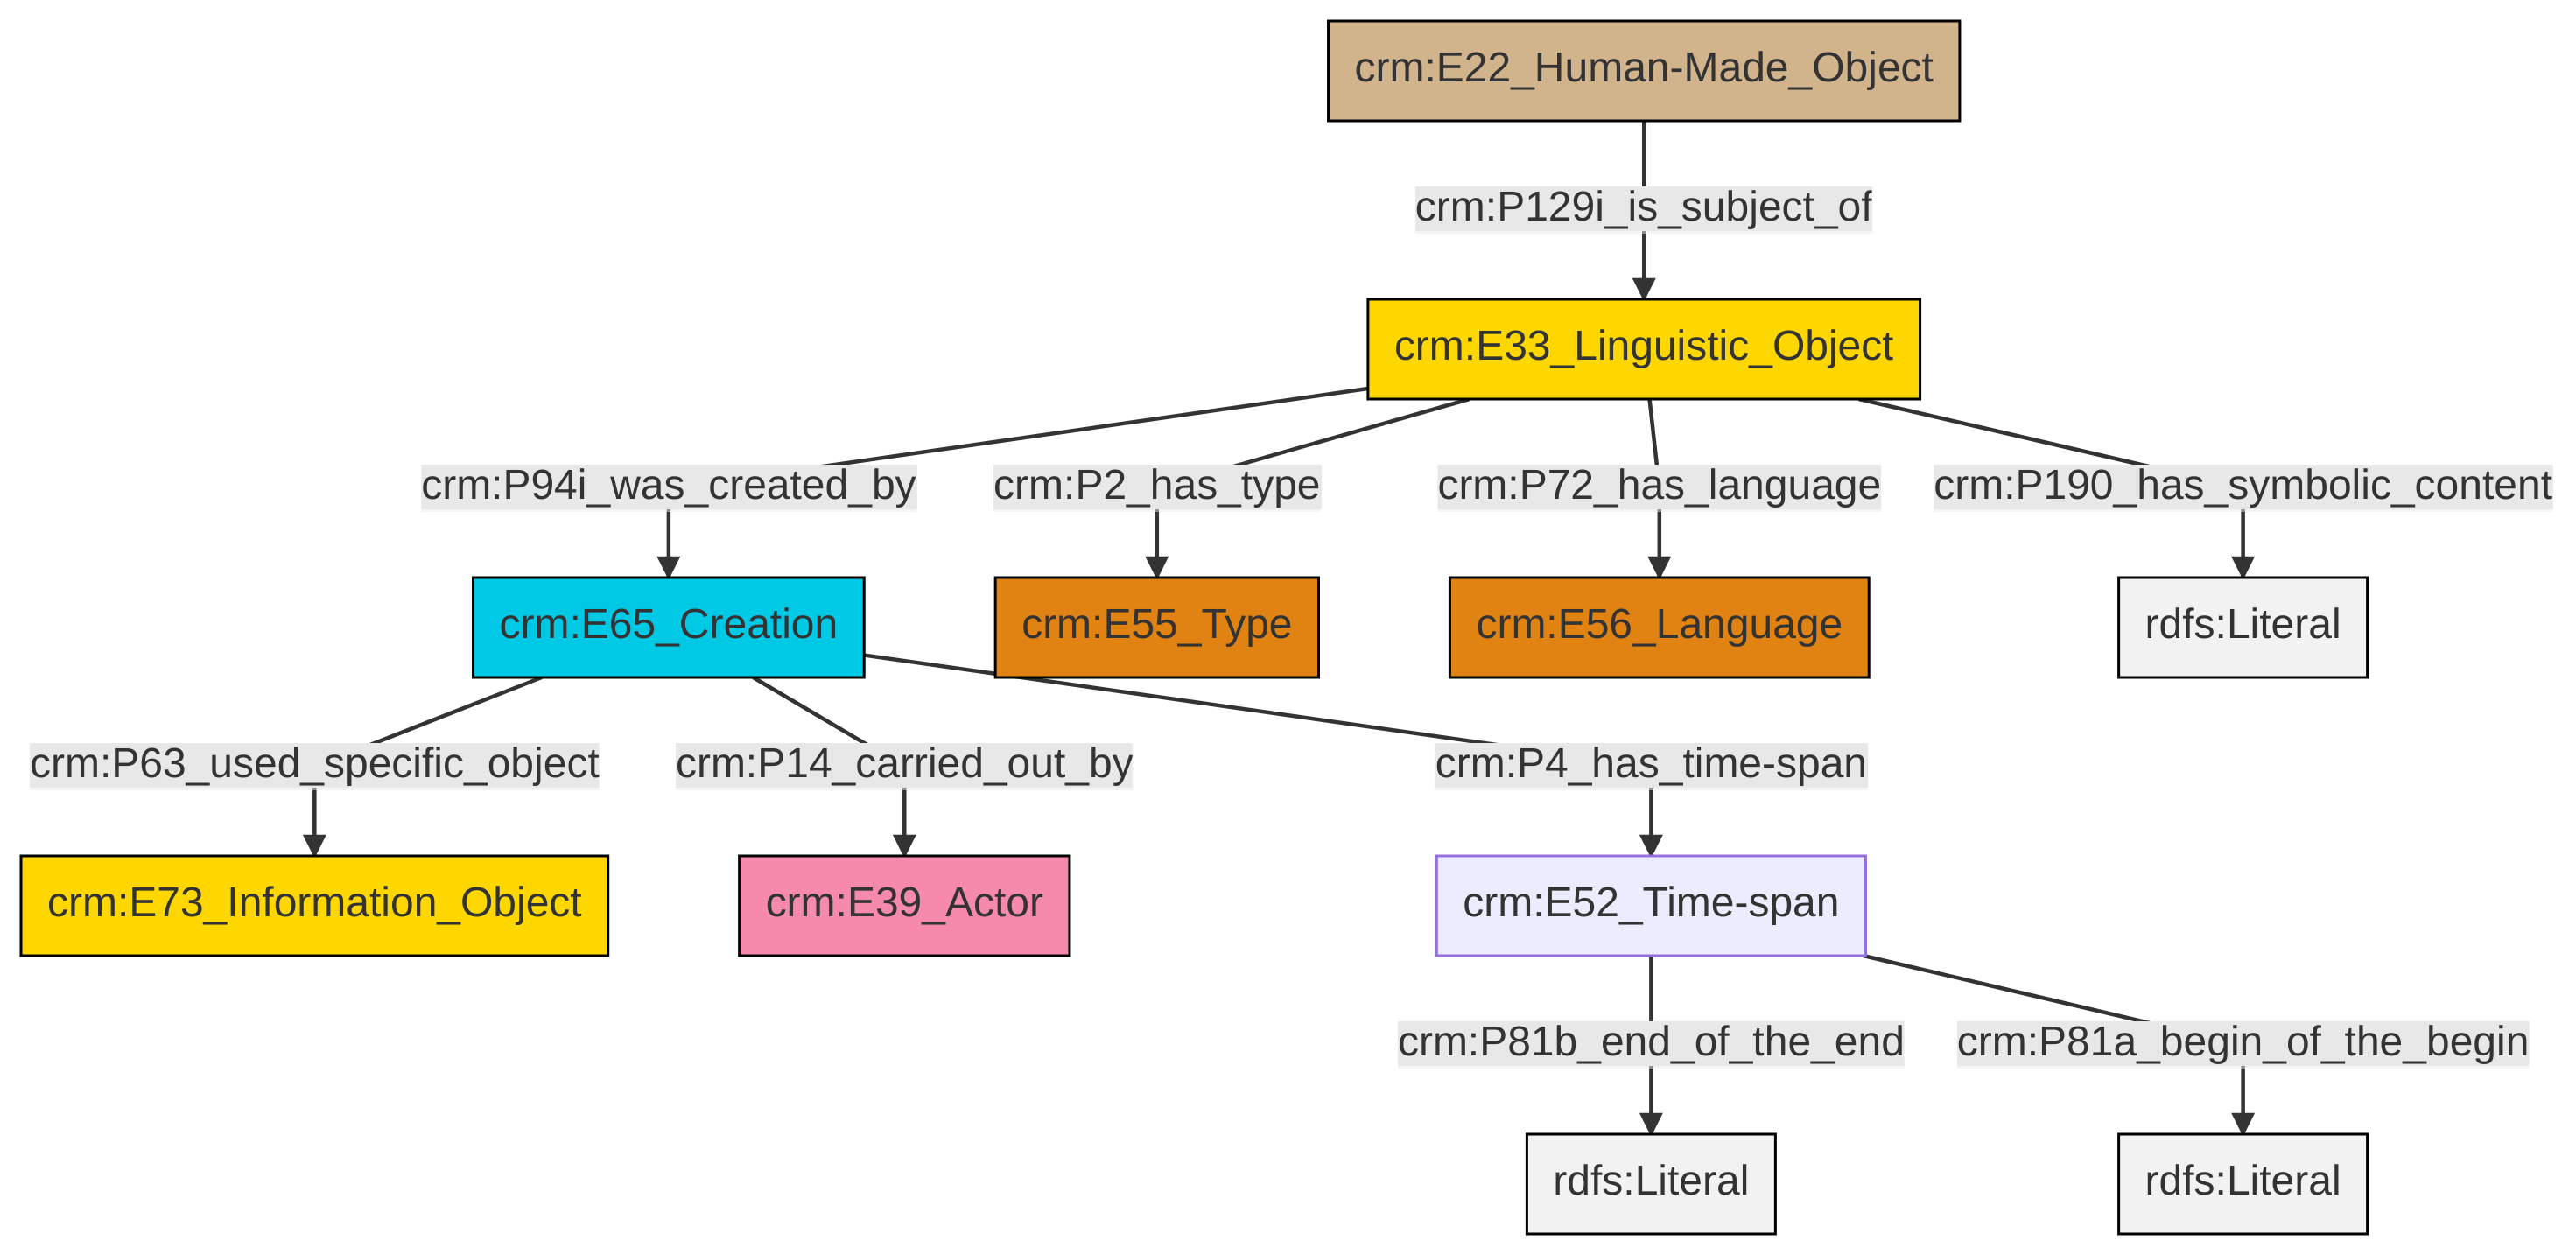 crm:E22_Human-Made_Object
crm:P129i_is_subject_of
crm:E33_Linguistic_Object
crm:P94i_was_created_by
crm:P2_has_type
crm:P72_has_language
crm:P190_has_symbolic_content
crm:E65_Creation
crm:E55_Type
crm:E56_Language
rdfs:Literal
crm:P63_used_specific_object
crm:P14_carried_out_by
crm:P4_has_time-span
crm:E73_Information_Object
crm:E39_Actor
crm:E52_Time-span
crm:P81b_end_of_the_end
crm:P81a_begin_of_the_begin
rdfs:Literal
rdfs:Literal